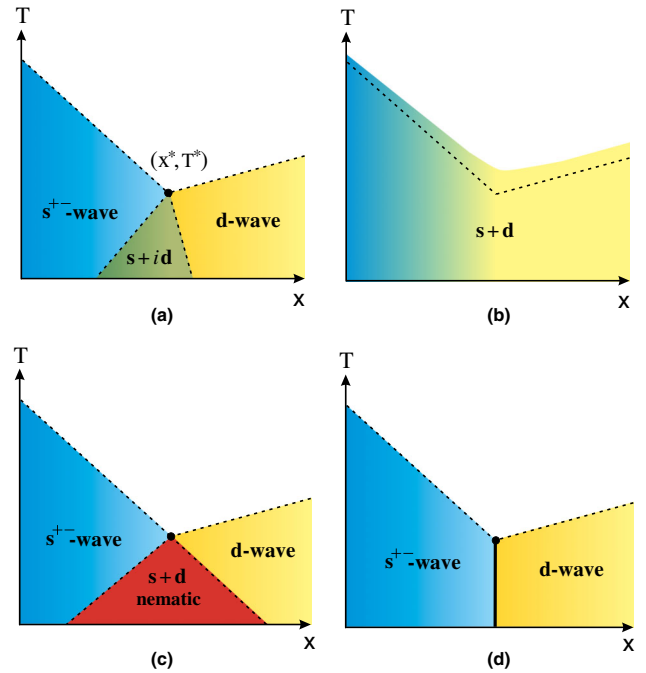 T
(x*, T*)
s⁺⁻-wave
d-wave
s+id
X
(a)
T
s+d
X
(b)
T
s⁺⁻-wave
d-wave
s+d
nematic
X
(c)
T
s⁺⁻-wave
d-wave
X
(d)